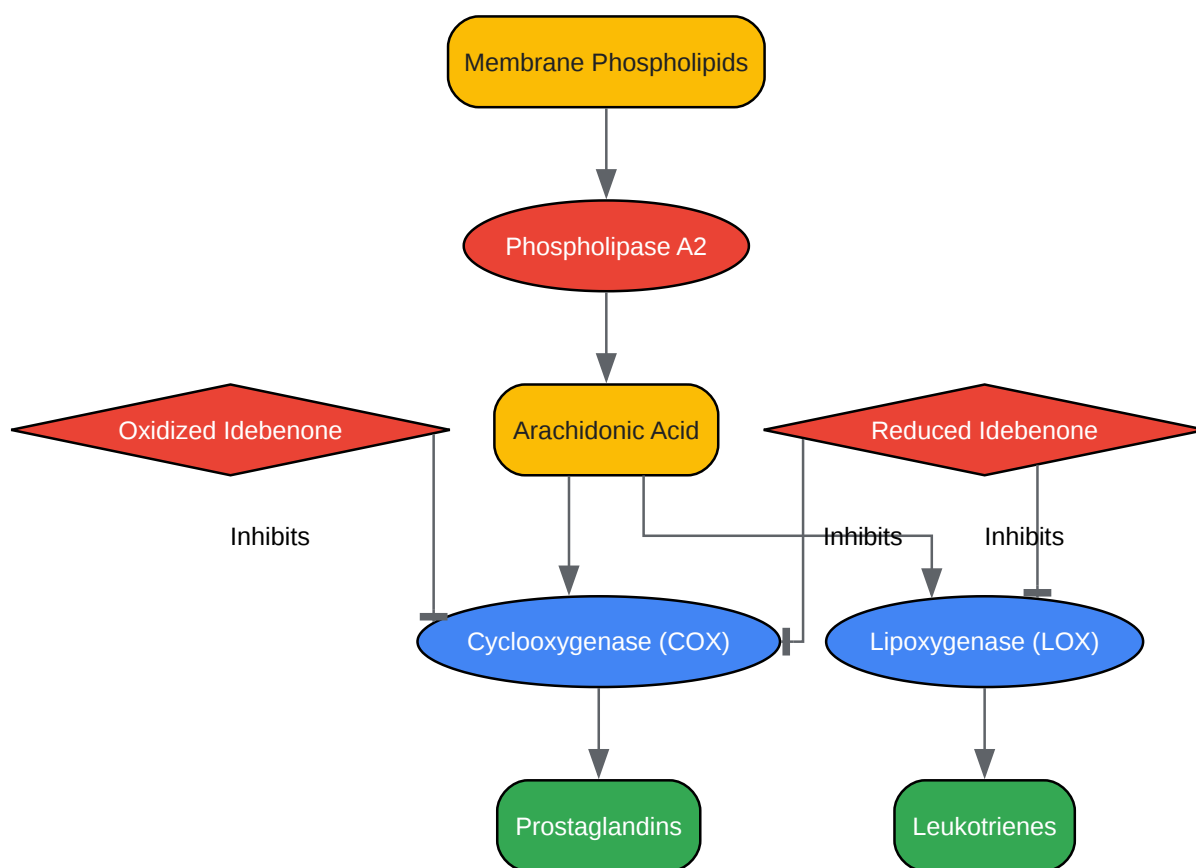 Membrane Phospholipids
Phospholipase A2
Oxidized Idebenone
Arachidonic Acid
Reduced Idebenone
Inhibits
Inhibits
Inhibits
Cyclooxygenase (COX)
Lipoxygenase (LOX)
Prostaglandins
Leukotrienes